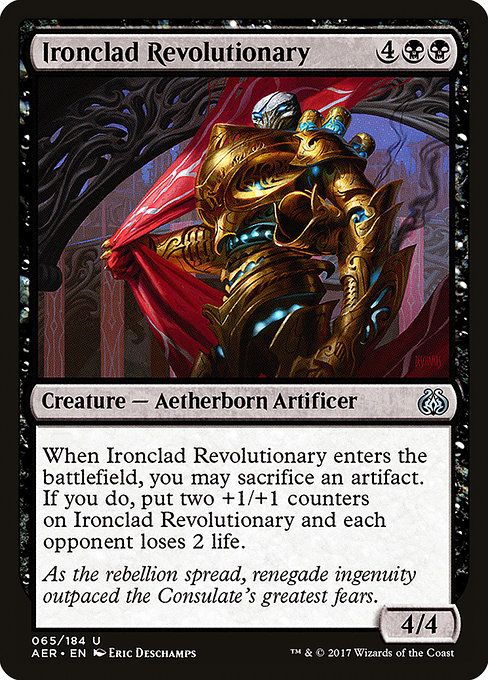 Ironclad Revolutionary 4
Creature — Aetherborn Artificer
When Ironclad Revolutionary enters the
battlefield, you may sacrifice an artifact.
If you do, put two +1/+1 counters
on Ironclad Revolutionary and each
opponent loses 2 life.
As the rebellion spread, renegade ingenuity
outpaced the Consulate's greatest fears.
4/4
065/184 U
AER • EN Eric Deschamps
™ & © 2017 Wizards of the Coast